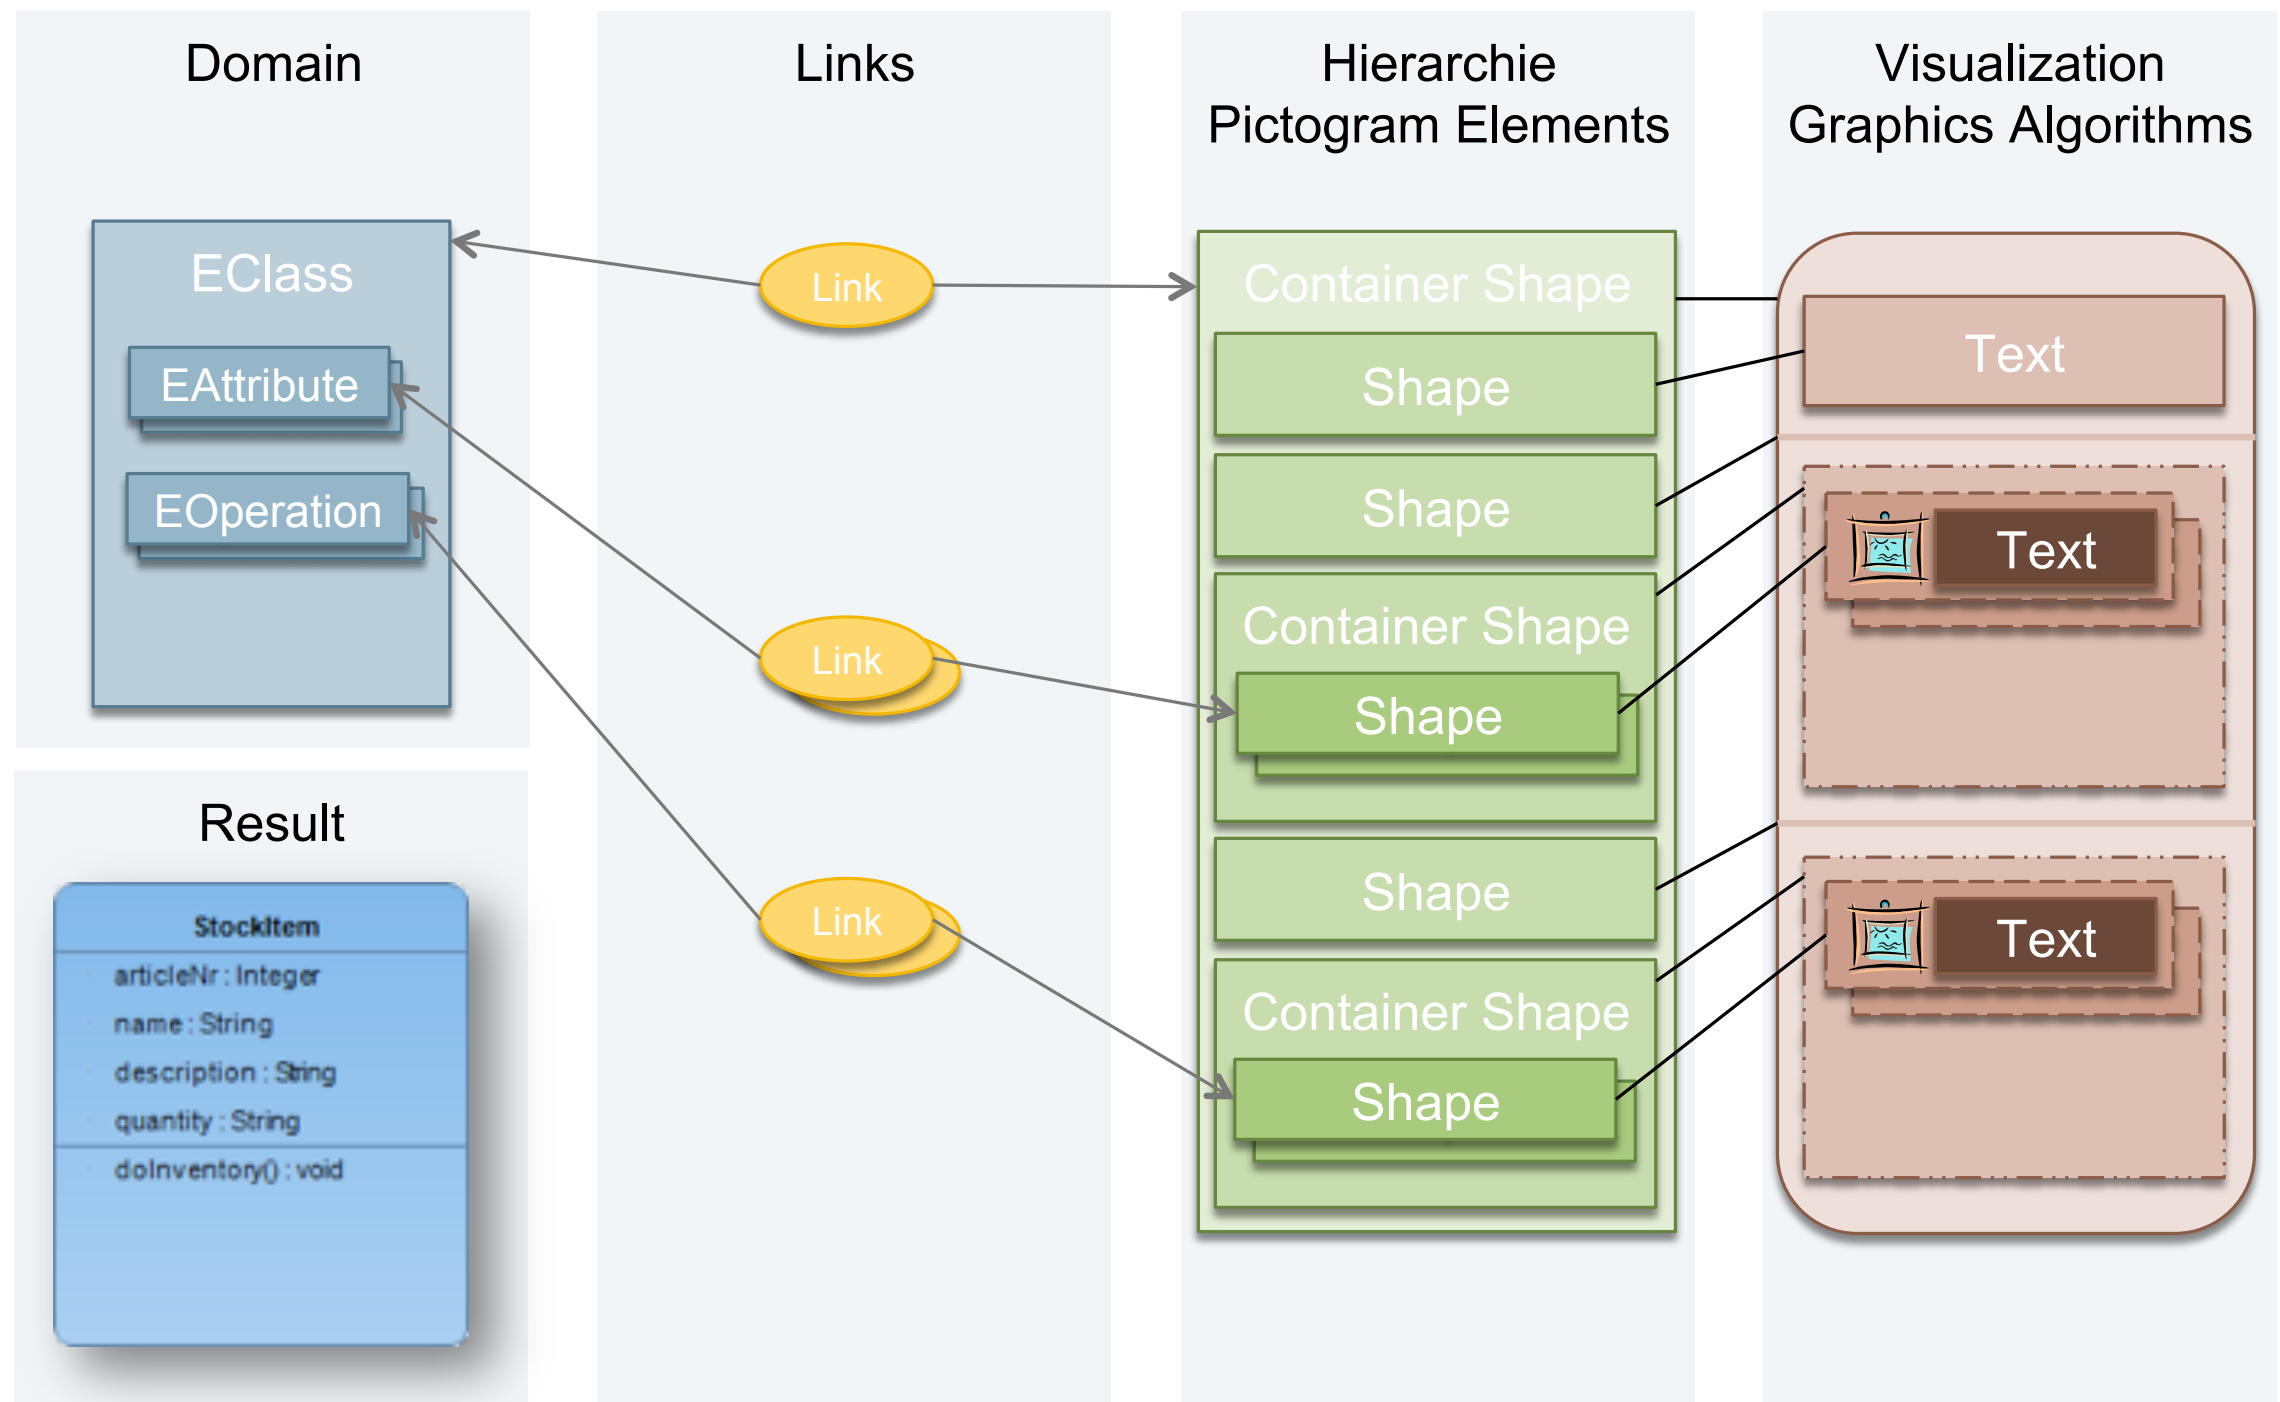 Domain
EClass
EAttribute
EOperation
Result
StockItem
articleNr : Integer
name : String
description : String
quantity : String
doInventory() : void
Links
Link
Link
Link
Hierarchie
Pictogram Elements
Container Shape
Shape
Shape
Container Shape
Shape
Shape
Container Shape
Shape
Visualization
Graphics Algorithms
Text
Text
Text